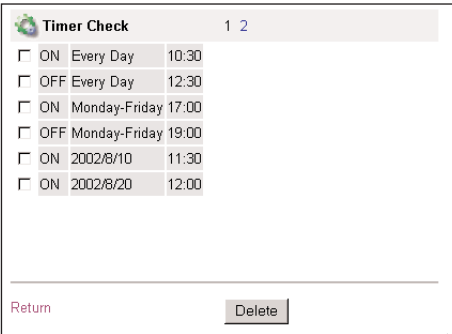 Timer Check 1 2
ON Every Day 10:30
OFF Every Day 12:30
ON Monday-Friday 17:00
OFF Monday-Friday 19:00
ON 2002/8/10 11:30
ON 2002/8/20 12:00
Return Delete